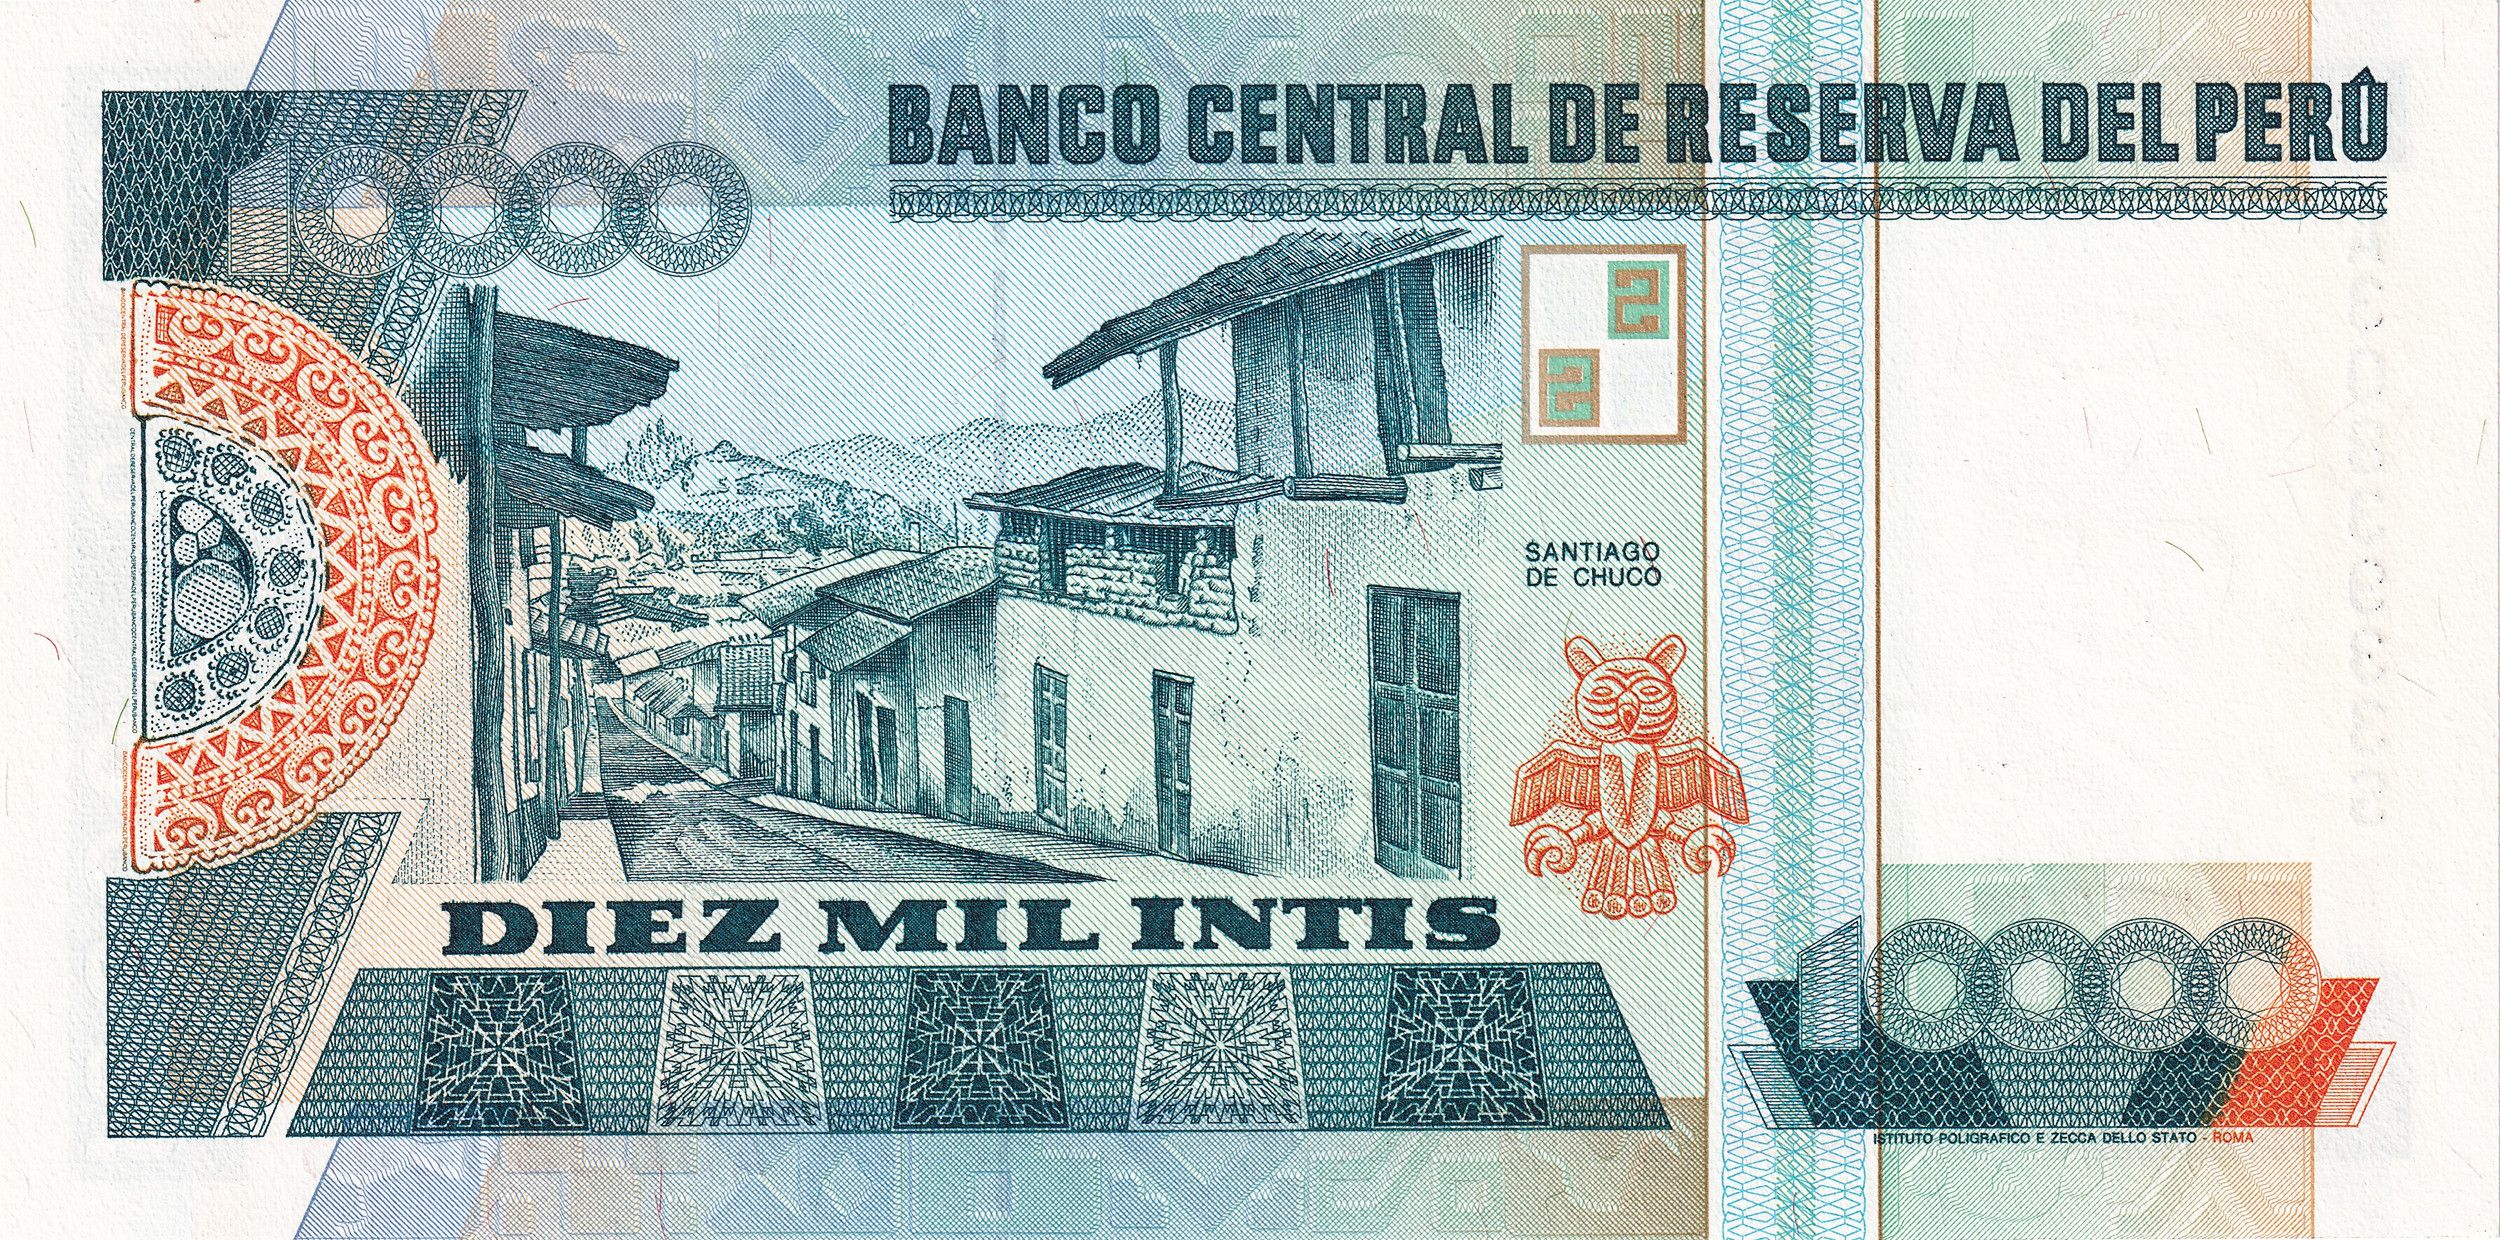 BANCO CENTRAL DE RESERVA DEL PERÚ
10000
SANTIAGO
DE CHUCO
DIEZ MIL INTIS
10000
ISTITUTO POLIGRAFICO E ZECCA DELLO STATO - ROMA